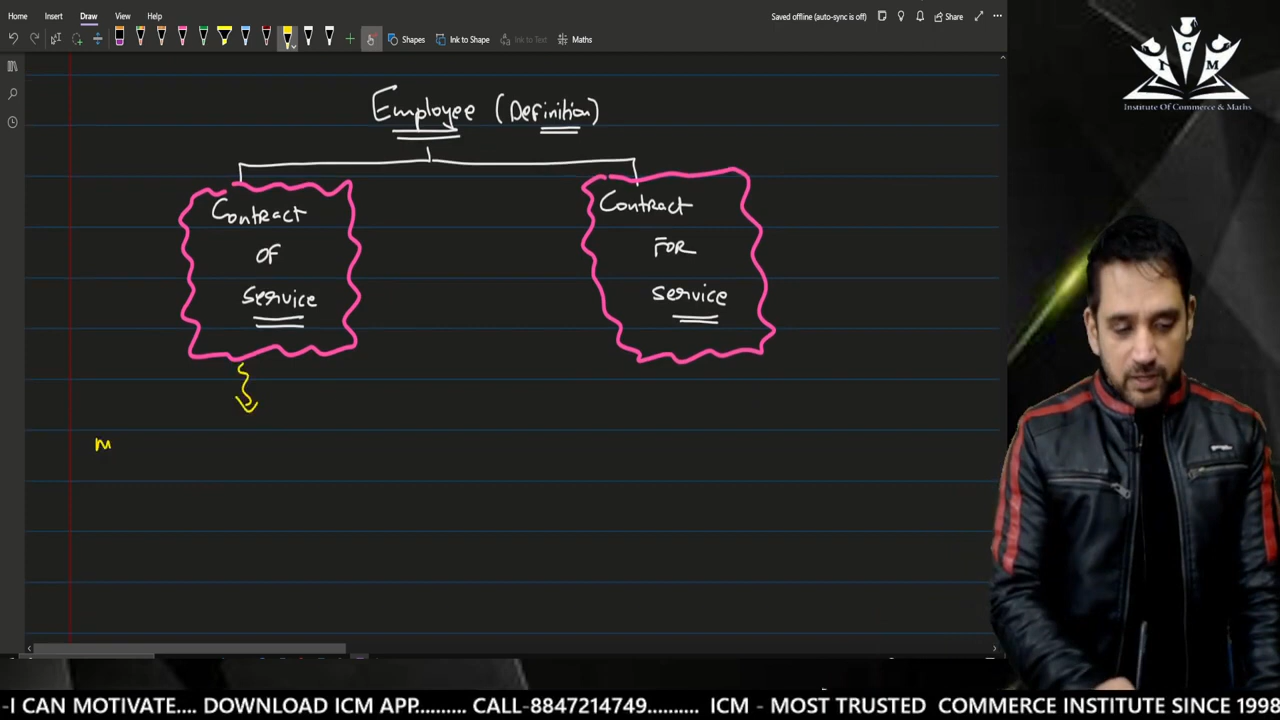 Home Insert Draw View Help
Saved offline (auto-sync is off) Share
Shapes Ink to Shape Ink to Text Maths
I C M
Institute Of Commerce & Maths
Employee (Definition)
Contract
OF
Service
Contract
FOR
Service
m
-I CAN MOTIVATE.... DOWNLOAD ICM APP......... CALL-8847214749.......... ICM - MOST TRUSTED COMMERCE INSTITUTE SINCE 1998